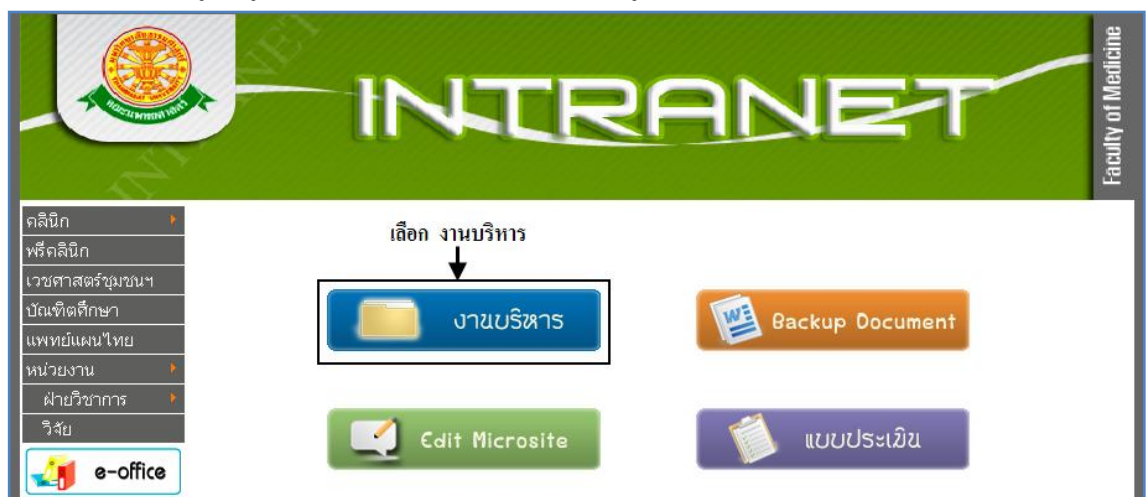 INTRANET
Faculty of Medicine
คลินิก
พรีคลินิก
เวชศาสตร์ชุมชนฯ
บัณฑิตศึกษา
แพทย์แผนไทย
หน่วยงาน
ฝ่ายวิชาการ
วิจัย
e-office
เลือก งานบริหาร
งานบริหาร
Backup Document
Edit Microsite
แบบประเมิน